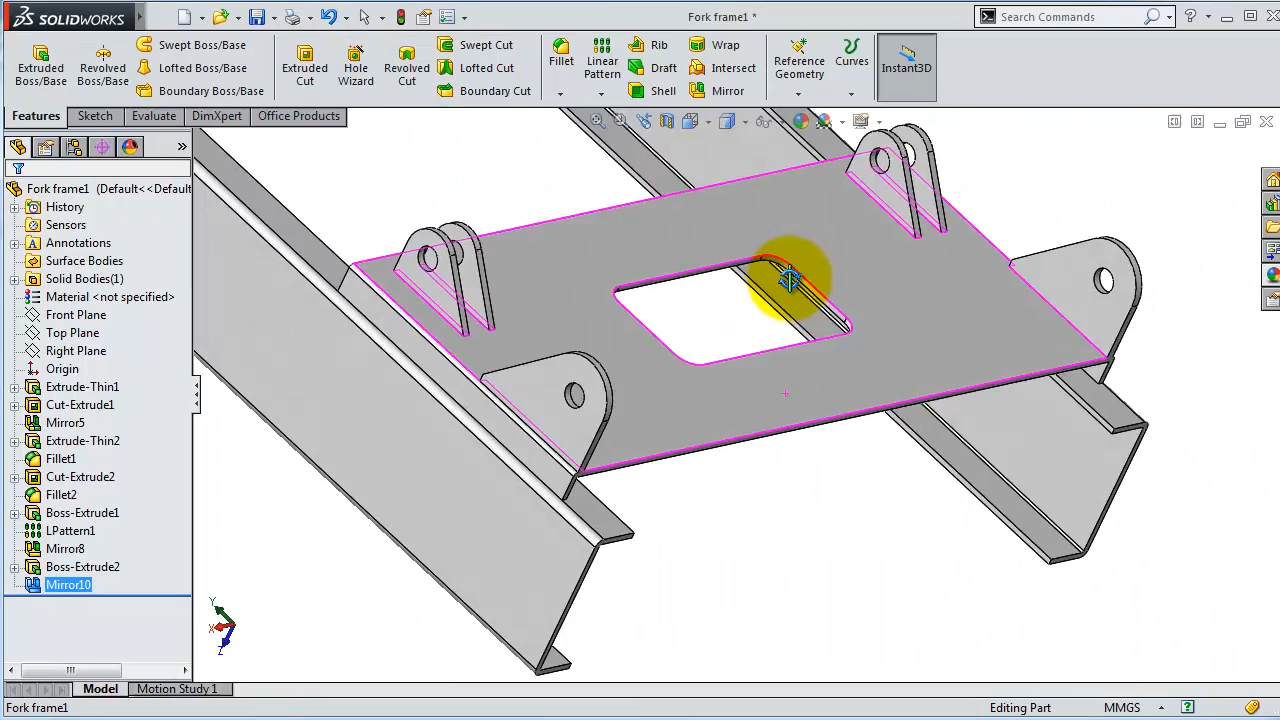 SOLIDWORKS
Fork frame1 *
Search Commands
Extruded Boss/Base
Revolved Boss/Base
Swept Boss/Base
Lofted Boss/Base
Boundary Boss/Base
Extruded Cut
Hole Wizard
Revolved Cut
Swept Cut
Lofted Cut
Boundary Cut
Fillet
Linear Pattern
Rib
Draft
Shell
Wrap
Intersect
Mirror
Reference Geometry
Curves
Instant3D
Features
Sketch
Evaluate
DimXpert
Office Products
Fork frame1 (Default<<Default
History
Sensors
Annotations
Surface Bodies
Solid Bodies(1)
Material <not specified>
Front Plane
Top Plane
Right Plane
Origin
Extrude-Thin1
Cut-Extrude1
Mirror5
Extrude-Thin2
Fillet1
Cut-Extrude2
Fillet2
Boss-Extrude1
LPattern1
Mirror8
Boss-Extrude2
Mirror10
Y
X
Z
Model
Motion Study 1
Fork frame1
Editing Part
MMGS